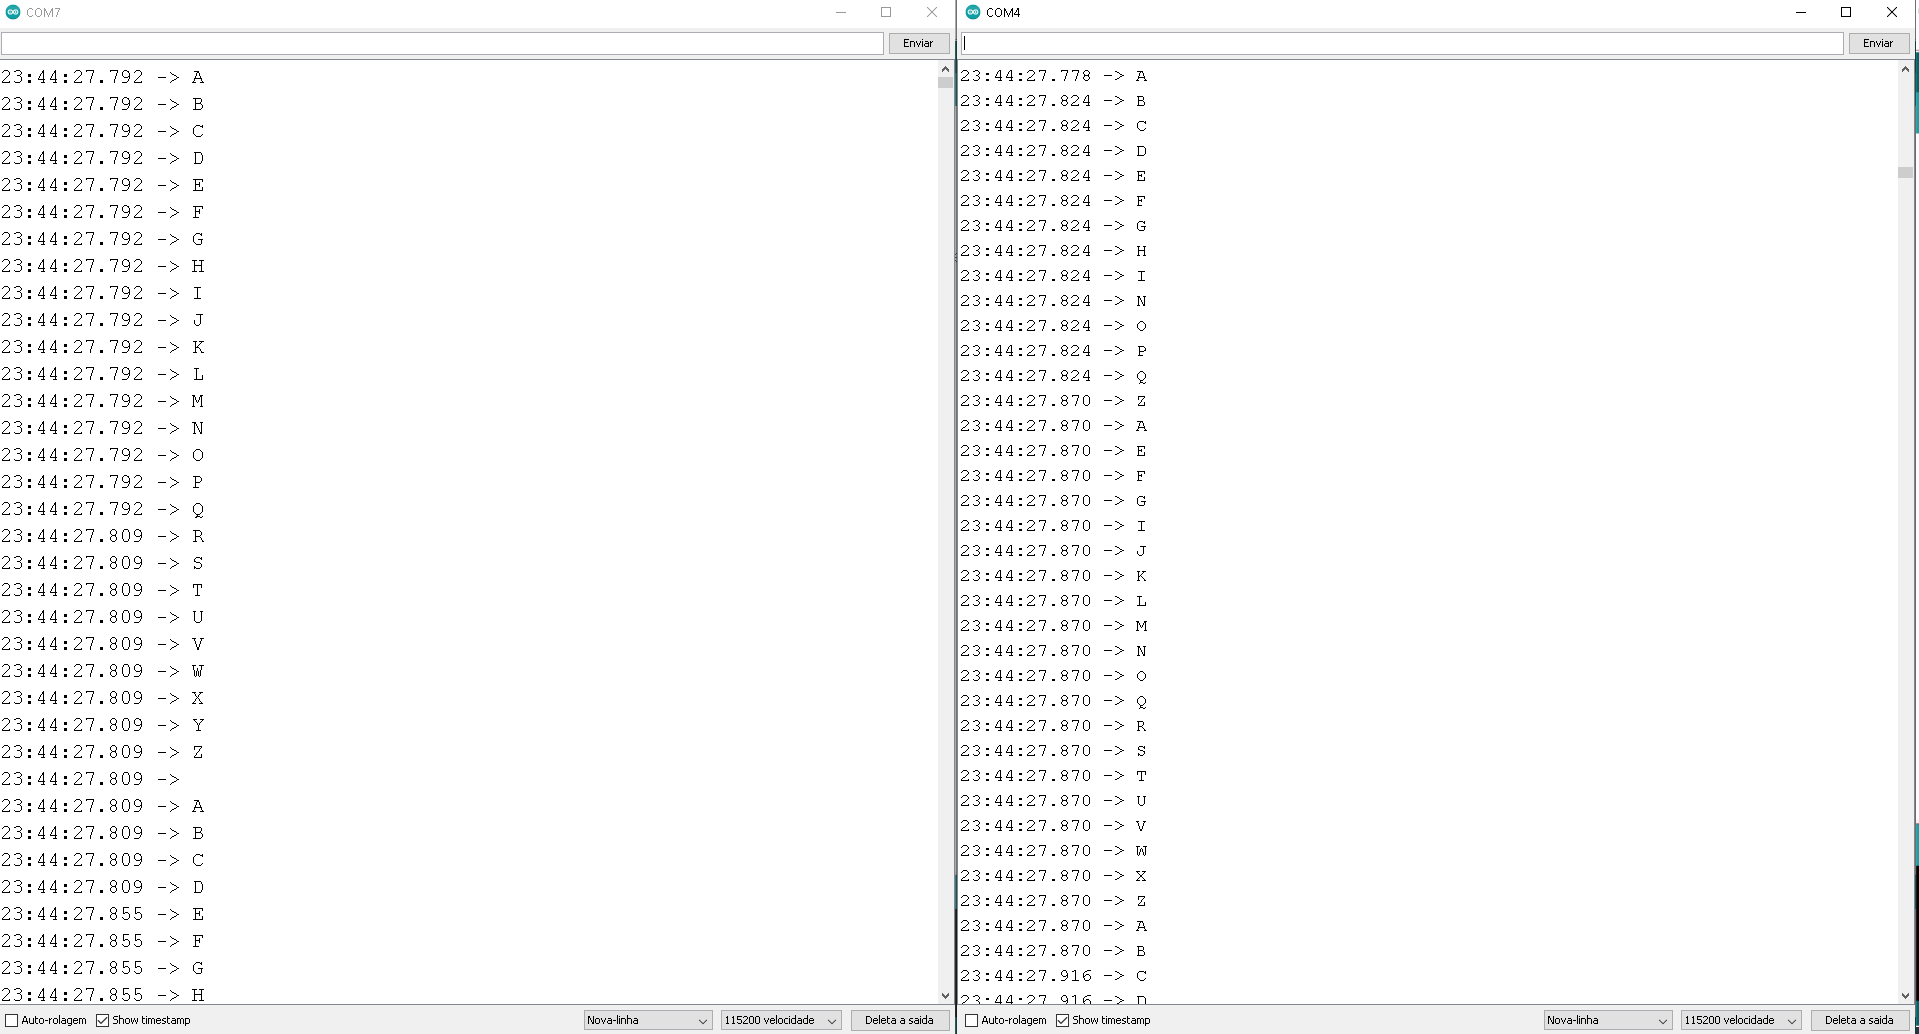 COM7
Enviar
23:44:27.792 -> A
23:44:27.792 -> B
23:44:27.792 -> C
23:44:27.792 -> D
23:44:27.792 -> E
23:44:27.792 -> F
23:44:27.792 -> G
23:44:27.792 -> H
23:44:27.792 -> I
23:44:27.792 -> J
23:44:27.792 -> K
23:44:27.792 -> L
23:44:27.792 -> M
23:44:27.792 -> N
23:44:27.792 -> O
23:44:27.792 -> P
23:44:27.792 -> Q
23:44:27.809 -> R
23:44:27.809 -> S
23:44:27.809 -> T
23:44:27.809 -> U
23:44:27.809 -> V
23:44:27.809 -> W
23:44:27.809 -> X
23:44:27.809 -> Y
23:44:27.809 -> Z
23:44:27.809 ->
23:44:27.809 -> A
23:44:27.809 -> B
23:44:27.809 -> C
23:44:27.809 -> D
23:44:27.855 -> E
23:44:27.855 -> F
23:44:27.855 -> G
23:44:27.855 -> H
Auto-rolagem Show timestamp Nova-linha 115200 velocidade Deleta a saida
COM4
Enviar
23:44:27.778 -> A
23:44:27.824 -> B
23:44:27.824 -> C
23:44:27.824 -> D
23:44:27.824 -> E
23:44:27.824 -> F
23:44:27.824 -> G
23:44:27.824 -> H
23:44:27.824 -> I
23:44:27.824 -> N
23:44:27.824 -> O
23:44:27.824 -> P
23:44:27.824 -> Q
23:44:27.870 -> Z
23:44:27.870 -> A
23:44:27.870 -> E
23:44:27.870 -> F
23:44:27.870 -> G
23:44:27.870 -> I
23:44:27.870 -> J
23:44:27.870 -> K
23:44:27.870 -> L
23:44:27.870 -> M
23:44:27.870 -> N
23:44:27.870 -> O
23:44:27.870 -> Q
23:44:27.870 -> R
23:44:27.870 -> S
23:44:27.870 -> T
23:44:27.870 -> U
23:44:27.870 -> V
23:44:27.870 -> W
23:44:27.870 -> X
23:44:27.870 -> Z
23:44:27.870 -> A
23:44:27.870 -> B
23:44:27.916 -> C
23:44:27.916 -> D
Auto-rolagem Show timestamp Nova-linha 115200 velocidade Deleta a saida